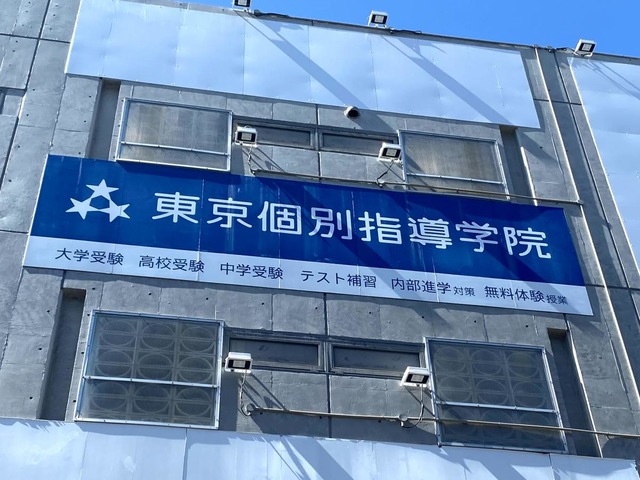 東京個別指導学院
大学受験 高校受験 中学受験 テスト補習 内部進学対策 無料体験授業